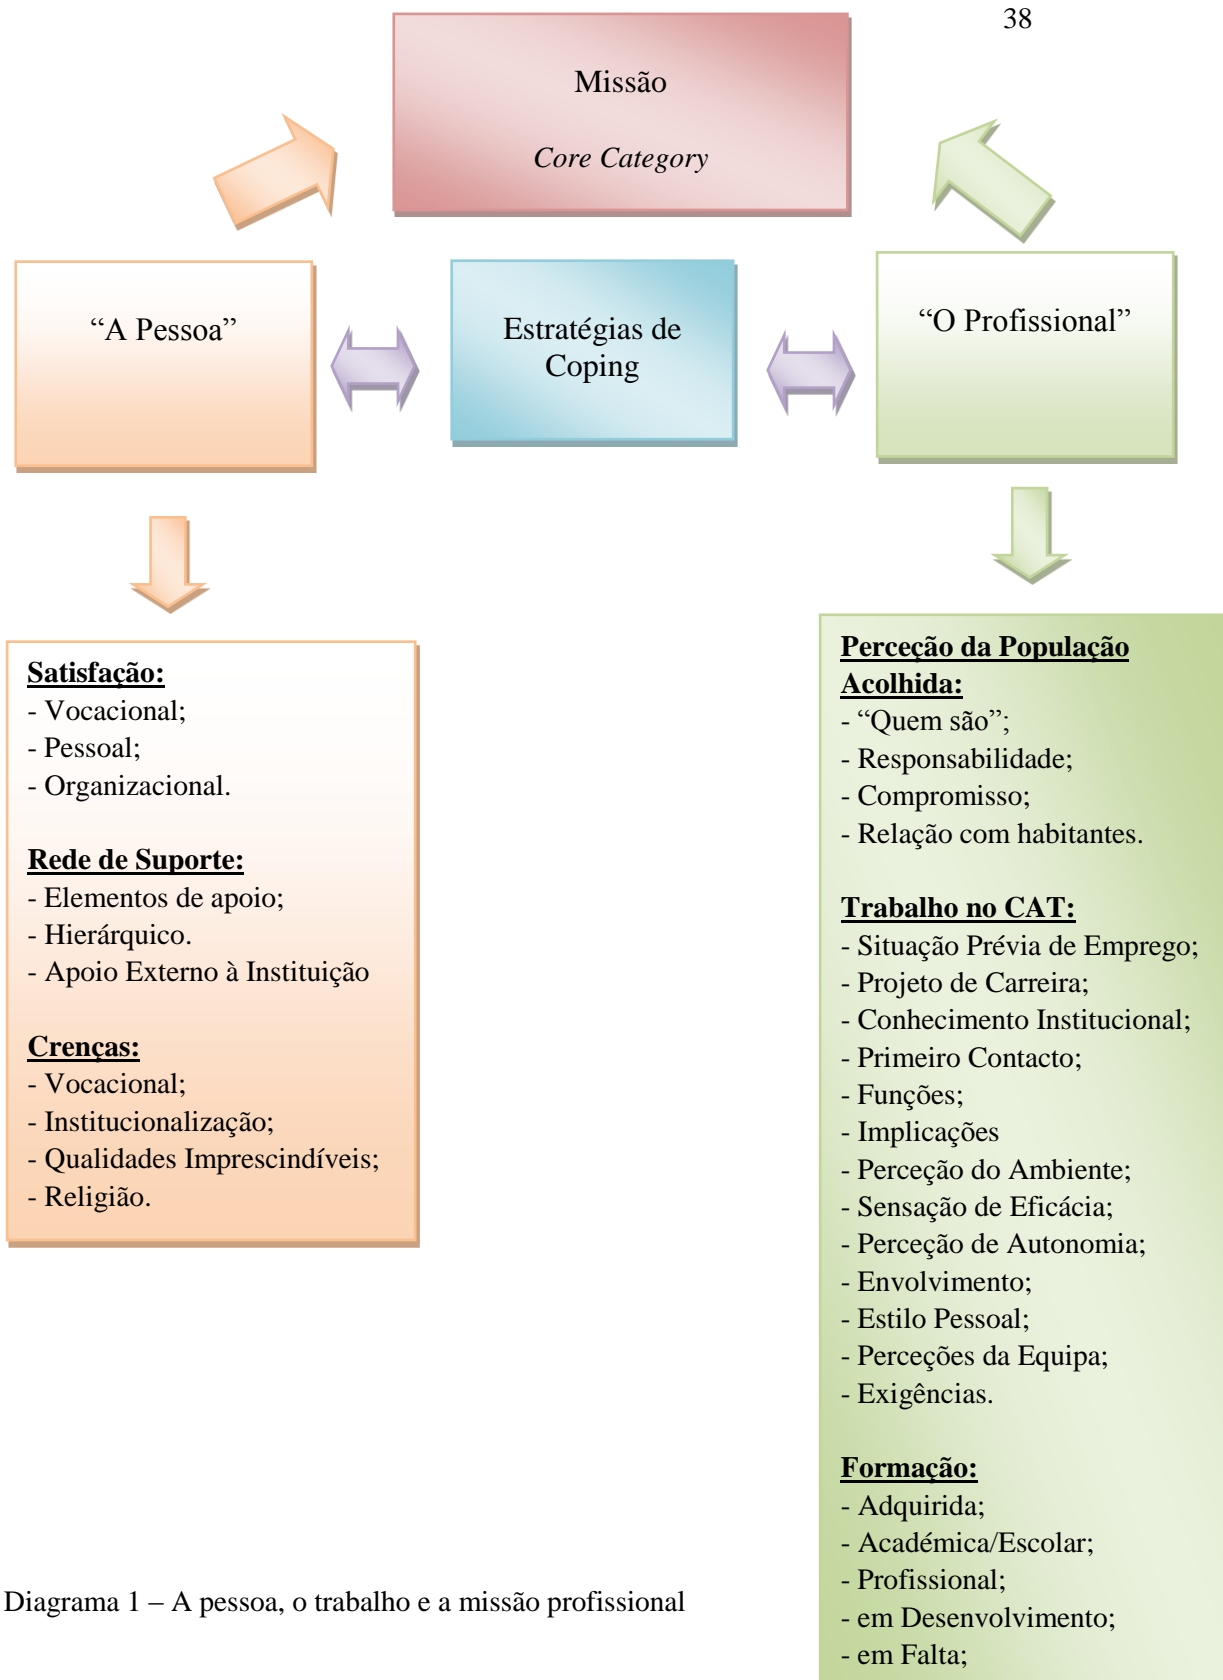 38
Missão
Core Category
“A Pessoa”
Estratégias de
Coping
“O Profissional”
Satisfação:
- Vocacional;
- Pessoal;
- Organizacional.
Rede de Suporte:
- Elementos de apoio;
- Hierárquico.
- Apoio Externo à Instituição
Crenças:
- Vocacional;
- Institucionalização;
- Qualidades Imprescindíveis;
- Religião.
Perceção da População
Acolhida:
- “Quem são”;
- Responsabilidade;
- Compromisso;
- Relação com habitantes.
Trabalho no CAT:
- Situação Prévia de Emprego;
- Projeto de Carreira;
- Conhecimento Institucional;
- Primeiro Contacto;
- Funções;
- Implicações
- Perceção do Ambiente;
- Sensação de Eficácia;
- Perceção de Autonomia;
- Envolvimento;
- Estilo Pessoal;
- Perceções da Equipa;
- Exigências.
Formação:
- Adquirida;
- Académica/Escolar;
- Profissional;
- em Desenvolvimento;
- em Falta;
Diagrama 1 – A pessoa, o trabalho e a missão profissional